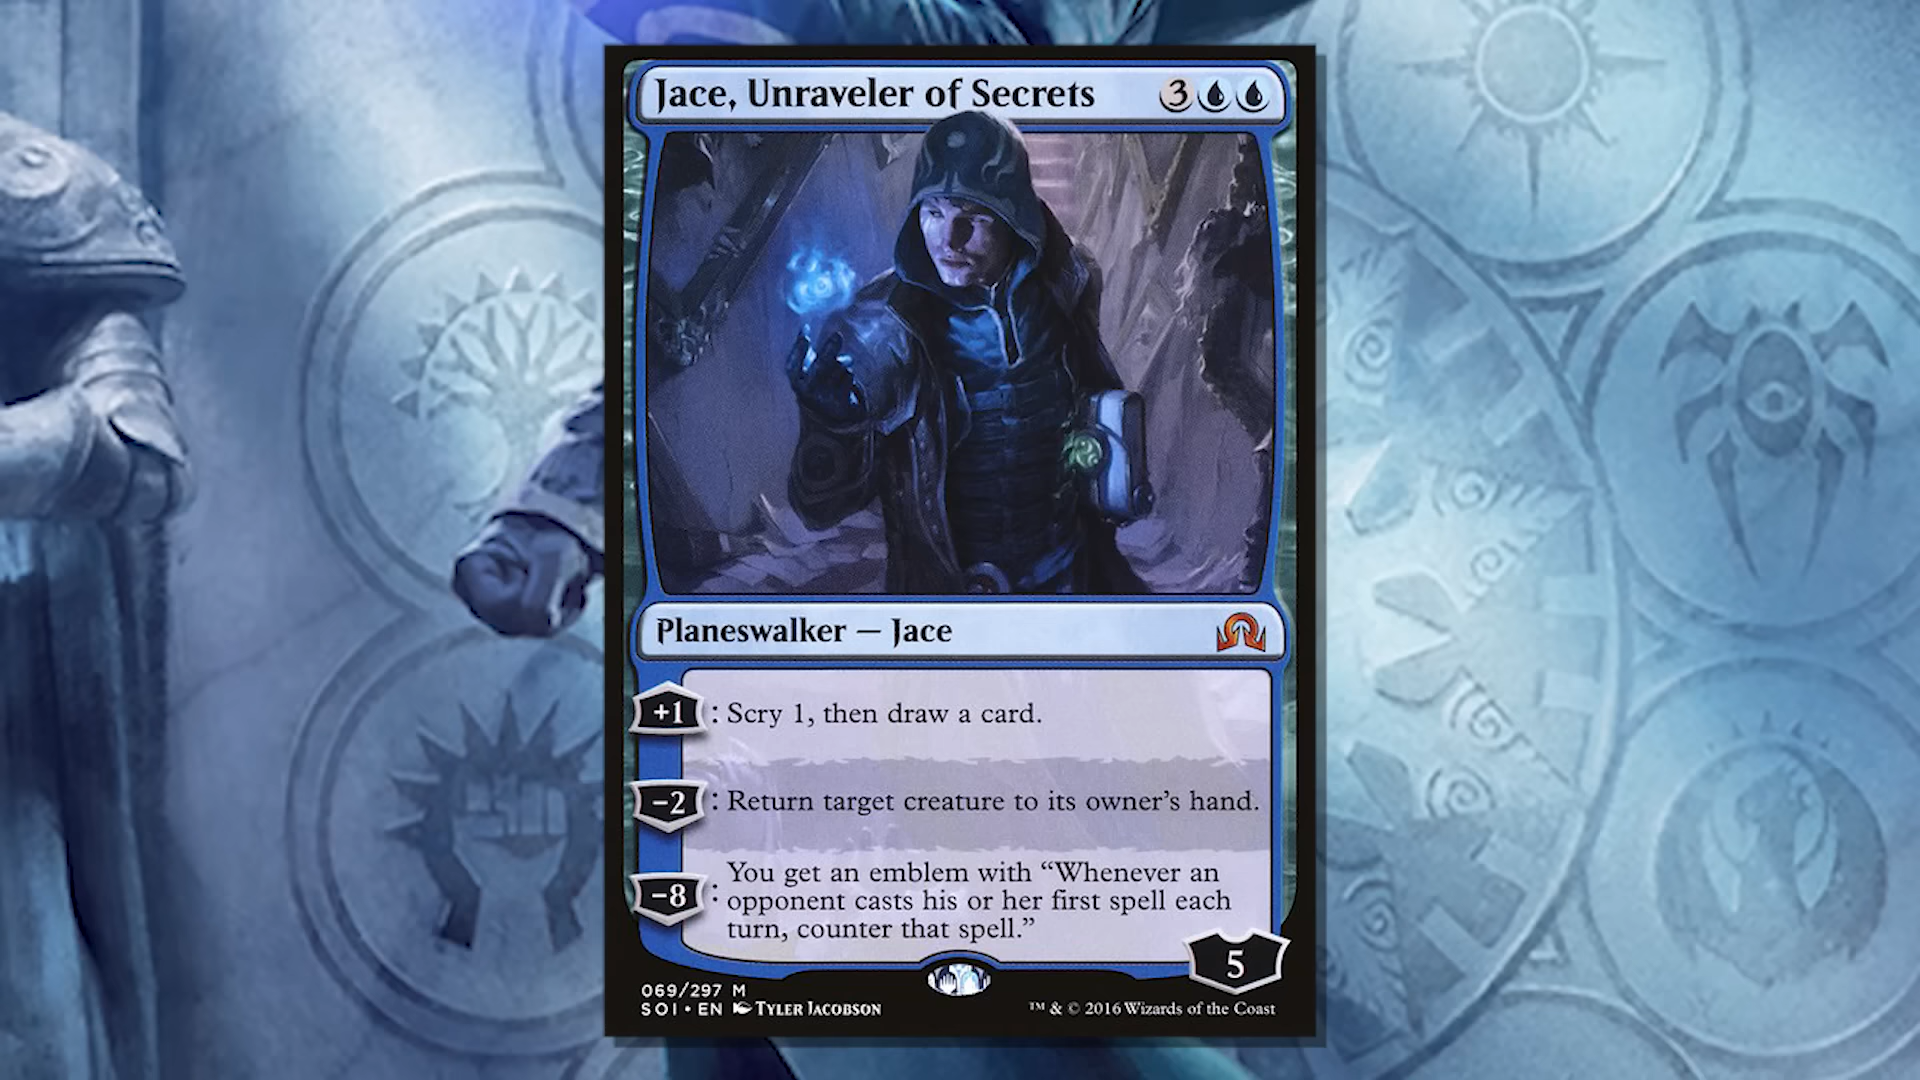 Jace, Unraveler of Secrets 3
Planeswalker — Jace
+1 : Scry 1, then draw a card.
−2 : Return target creature to its owner’s hand.
You get an emblem with “Whenever an
−8 : opponent casts his or her first spell each
turn, counter that spell.”
5
069/297 M
SOI • EN Tyler Jacobson
™ & © 2016 Wizards of the Coast